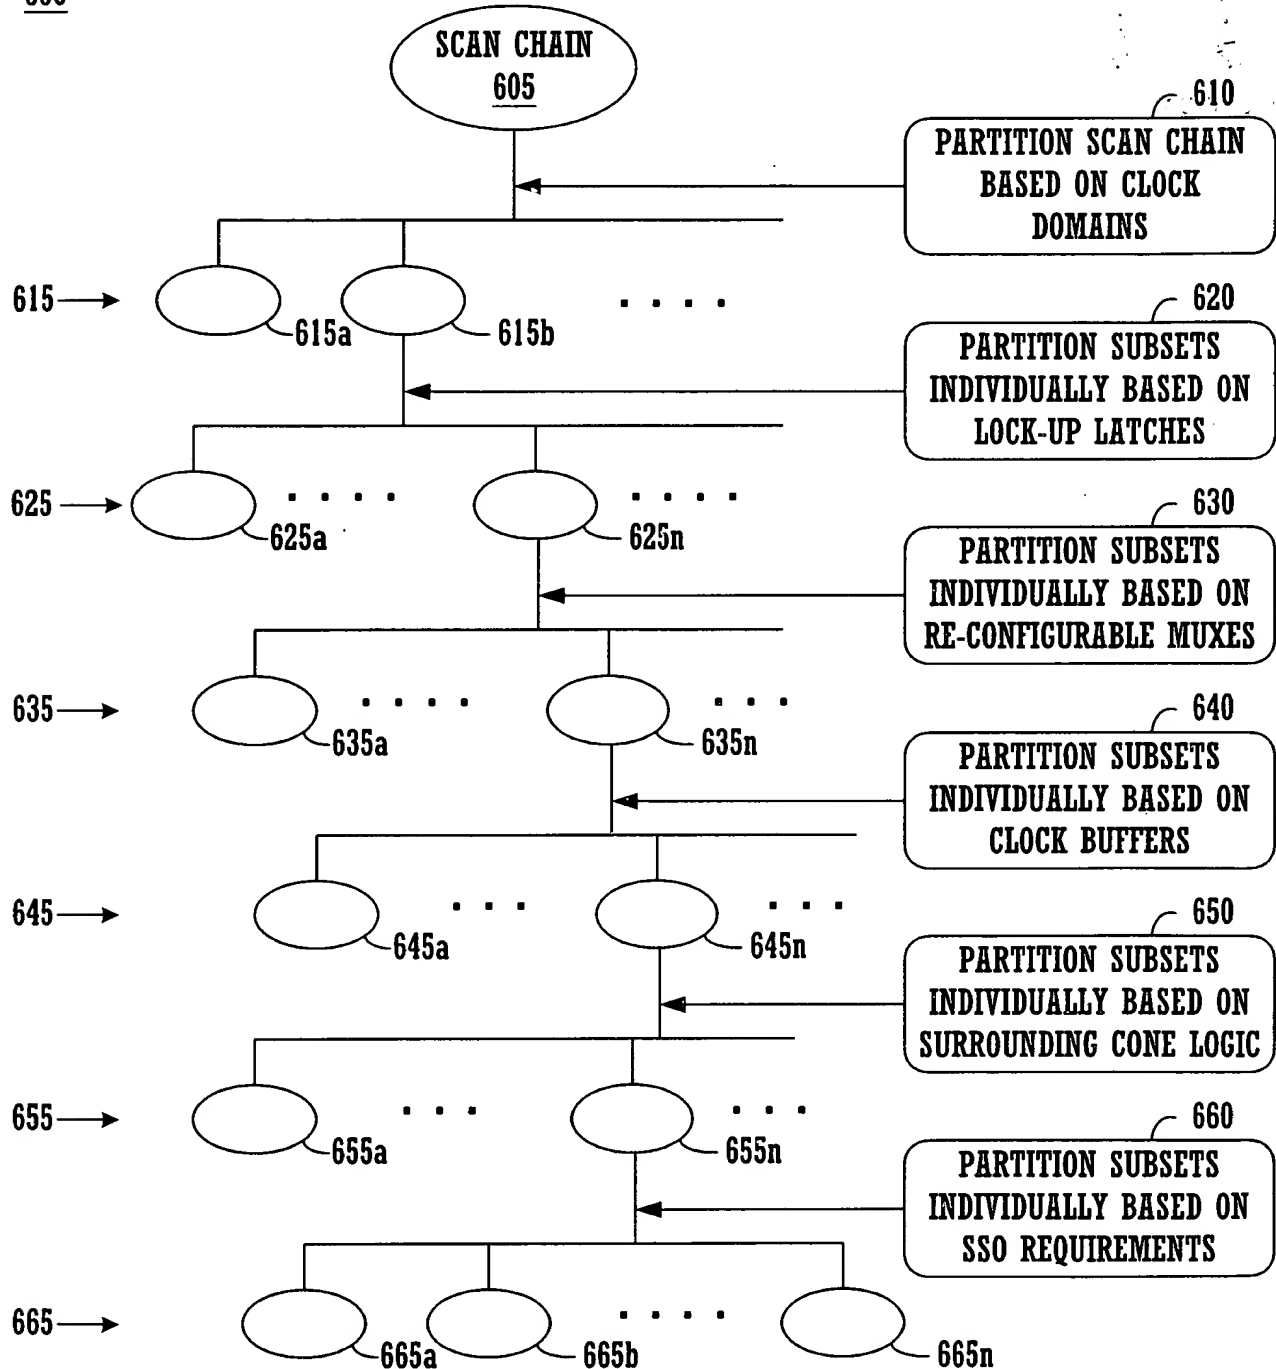 SCAN CHAIN
605
610
PARTITION SCAN CHAIN
BASED ON CLOCK
DOMAINS
615
615a
615b
620
PARTITION SUBSETS
INDIVIDUALLY BASED ON
LOCK-UP LATCHES
625
625a
625n
630
PARTITION SUBSETS
INDIVIDUALLY BASED ON
RE-CONFIGURABLE MUXES
635
635a
635n
640
PARTITION SUBSETS
INDIVIDUALLY BASED ON
CLOCK BUFFERS
645
645a
645n
650
PARTITION SUBSETS
INDIVIDUALLY BASED ON
SURROUNDING CONE LOGIC
655
655a
655n
660
PARTITION SUBSETS
INDIVIDUALLY BASED ON
SSO REQUIREMENTS
665
665a
665b
665n